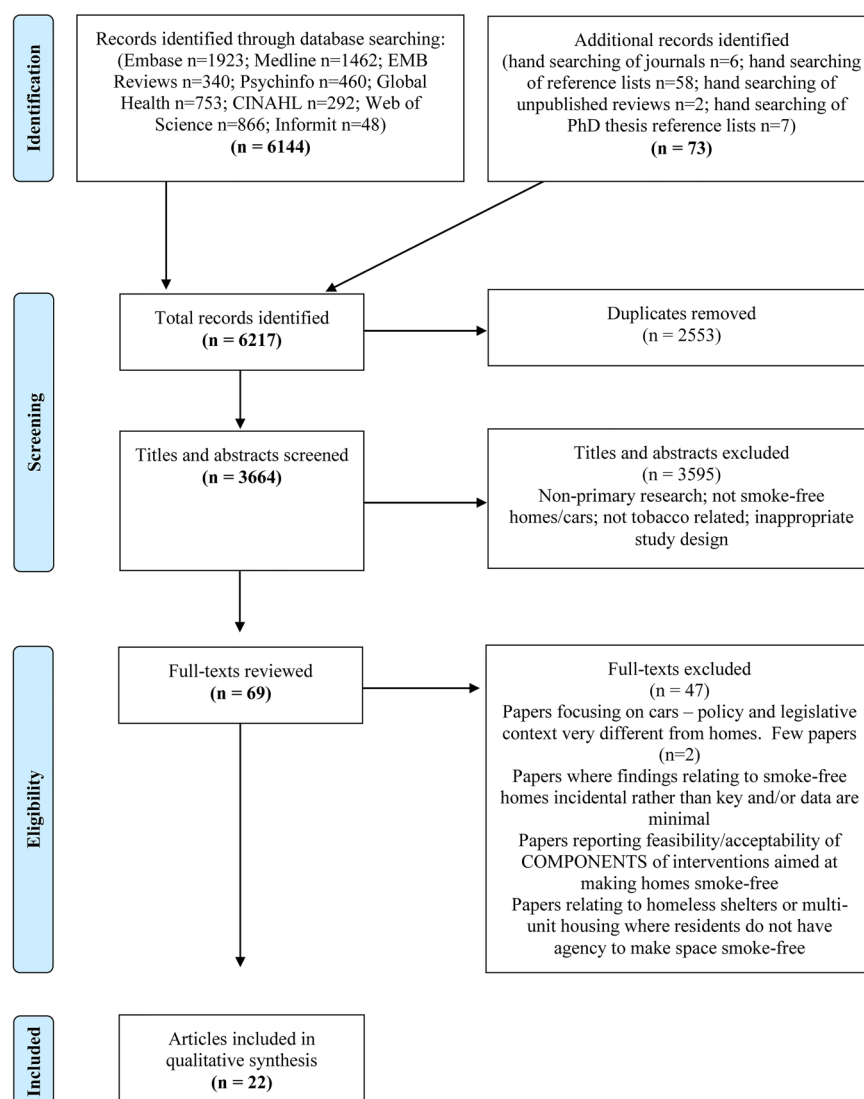 Identification
Records identified through database searching:
(Embase n=1923; Medline n=1462; EMB
Reviews n=340; Psychinfo n=460; Global
Health n=753; CINAHL n=292; Web of
Science n=866; Informit n=48)
(n = 6144)
Additional records identified
(hand searching of journals n=6; hand searching
of reference lists n=58; hand searching of
unpublished reviews n=2; hand searching of
PhD thesis reference lists n=7)
(n = 73)
Screening
Total records identified
(n = 6217)
Duplicates removed
(n = 2553)
Titles and abstracts screened
(n = 3664)
Titles and abstracts excluded
(n = 3595)
Non-primary research; not smoke-free
homes/cars; not tobacco related; inappropriate
study design
Eligibility
Full-texts reviewed
(n = 69)
Full-texts excluded
(n = 47)
Papers focusing on cars – policy and legislative
context very different from homes.  Few papers
(n=2)
Papers where findings relating to smoke-free
homes incidental rather than key and/or data are
minimal
Papers reporting feasibility/acceptability of
COMPONENTS of interventions aimed at
making homes smoke-free
Papers relating to homeless shelters or multi-
unit housing where residents do not have
agency to make space smoke-free
Included
Articles included in
qualitative synthesis
(n = 22)